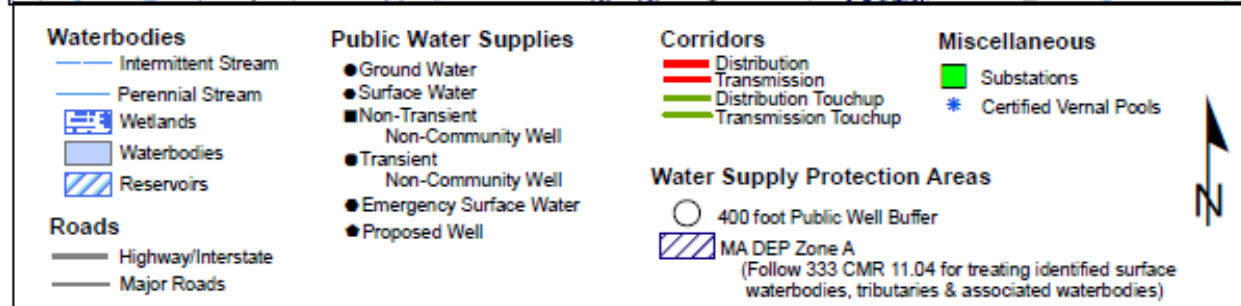 Waterbodies
Intermittent Stream
Perennial Stream
Wetlands
Waterbodies
Reservoirs
Roads
Highway/Interstate
Major Roads
Public Water Supplies
Ground Water
Surface Water
Non-Transient
Non-Community Well
Transient
Non-Community Well
Emergency Surface Water
Proposed Well
Corridors
Distribution
Transmission
Distribution Touchup
Transmission Touchup
Miscellaneous
Substations
Certified Vernal Pools
Water Supply Protection Areas
400 foot Public Well Buffer
MA DEP Zone A
(Follow 333 CMR 11.04 for treating identified surface
waterbodies, tributaries & associated waterbodies)
N